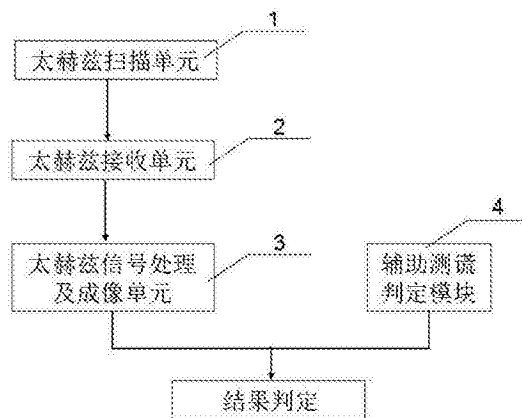 1
太赫兹扫描单元
2
太赫兹接收单元
3
太赫兹信号处理
及成像单元
4
辅助测谎
判定模块
结果判定